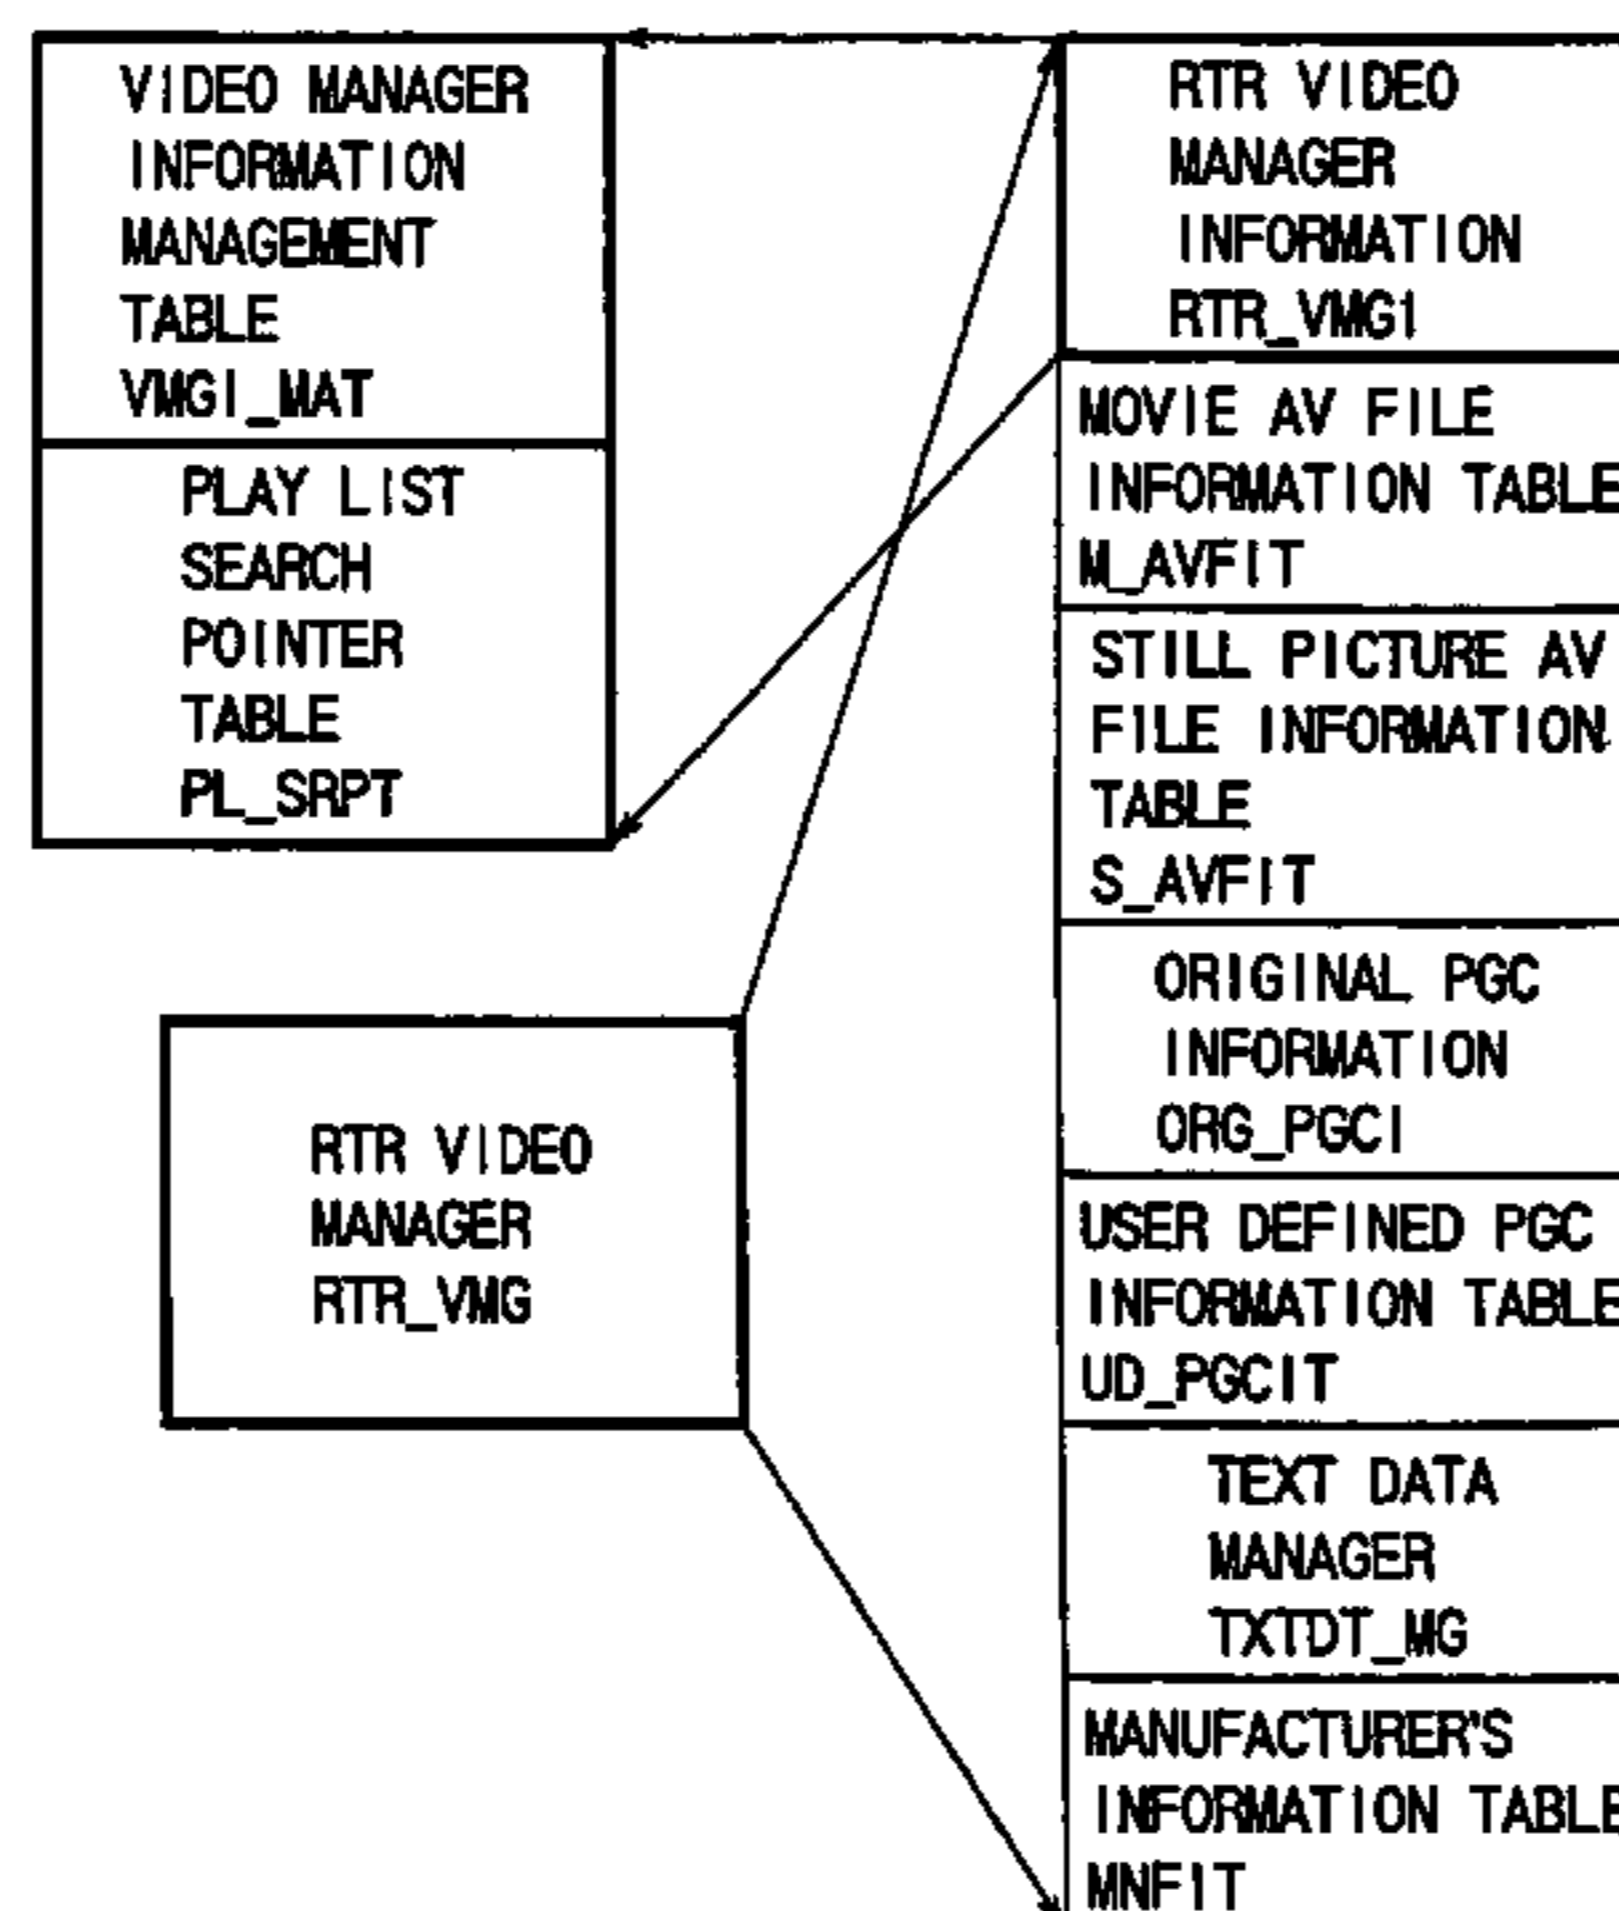 VIDEO MANAGER
INFORMATION
MANAGEMENT
TABLE
VMGI_MAT
PLAY LIST
SEARCH
POINTER
TABLE
PL_SRPT
RTR VIDEO
MANAGER
RTR_VMG
RTR VIDEO
MANAGER
INFORMATION
RTR_VMG1
MOVIE AV FILE
INFORMATION TABLE
M_AVFIT
STILL PICTURE AV
FILE INFORMATION
TABLE
S_AVFIT
ORIGINAL PGC
INFORMATION
ORG_PGCI
USER DEFINED PGC
INFORMATION TABLE
UD_PGCIT
TEXT DATA
MANAGER
TXTDT_MG
MANUFACTURER'S
INFORMATION TABLE
MNFIT